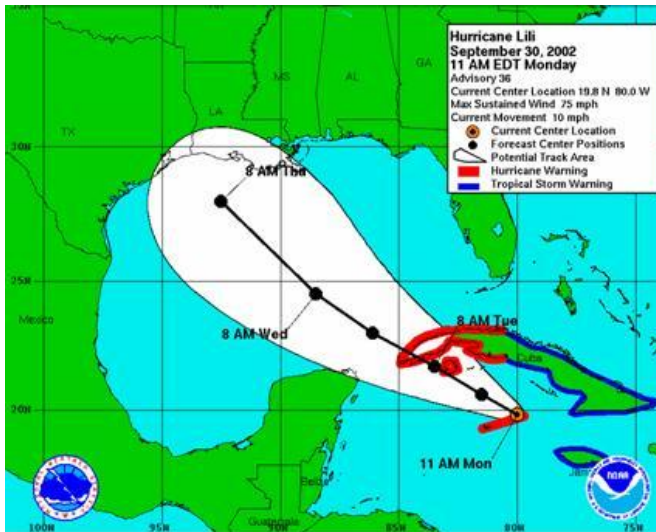 Hurricane Lili
September 30, 2002
11 AM EDT Monday
Advisory 36
Current Center Location 19.8 N 80.0 W
Max Sustained Wind 75 mph
Current Movement 10 mph
Current Center Location
Forecast Center Positions
Potential Track Area
Hurricane Warning
Tropical Storm Warning
AR
MS
AL
GA
TX
LA
30N
8 AM Thu
25N
Mexico
8 AM Wed
8 AM Tue
Cuba
20N
11 AM Mon
Belize
NOAA
Guatemala
100W
95W
90W
85W
80W
75W